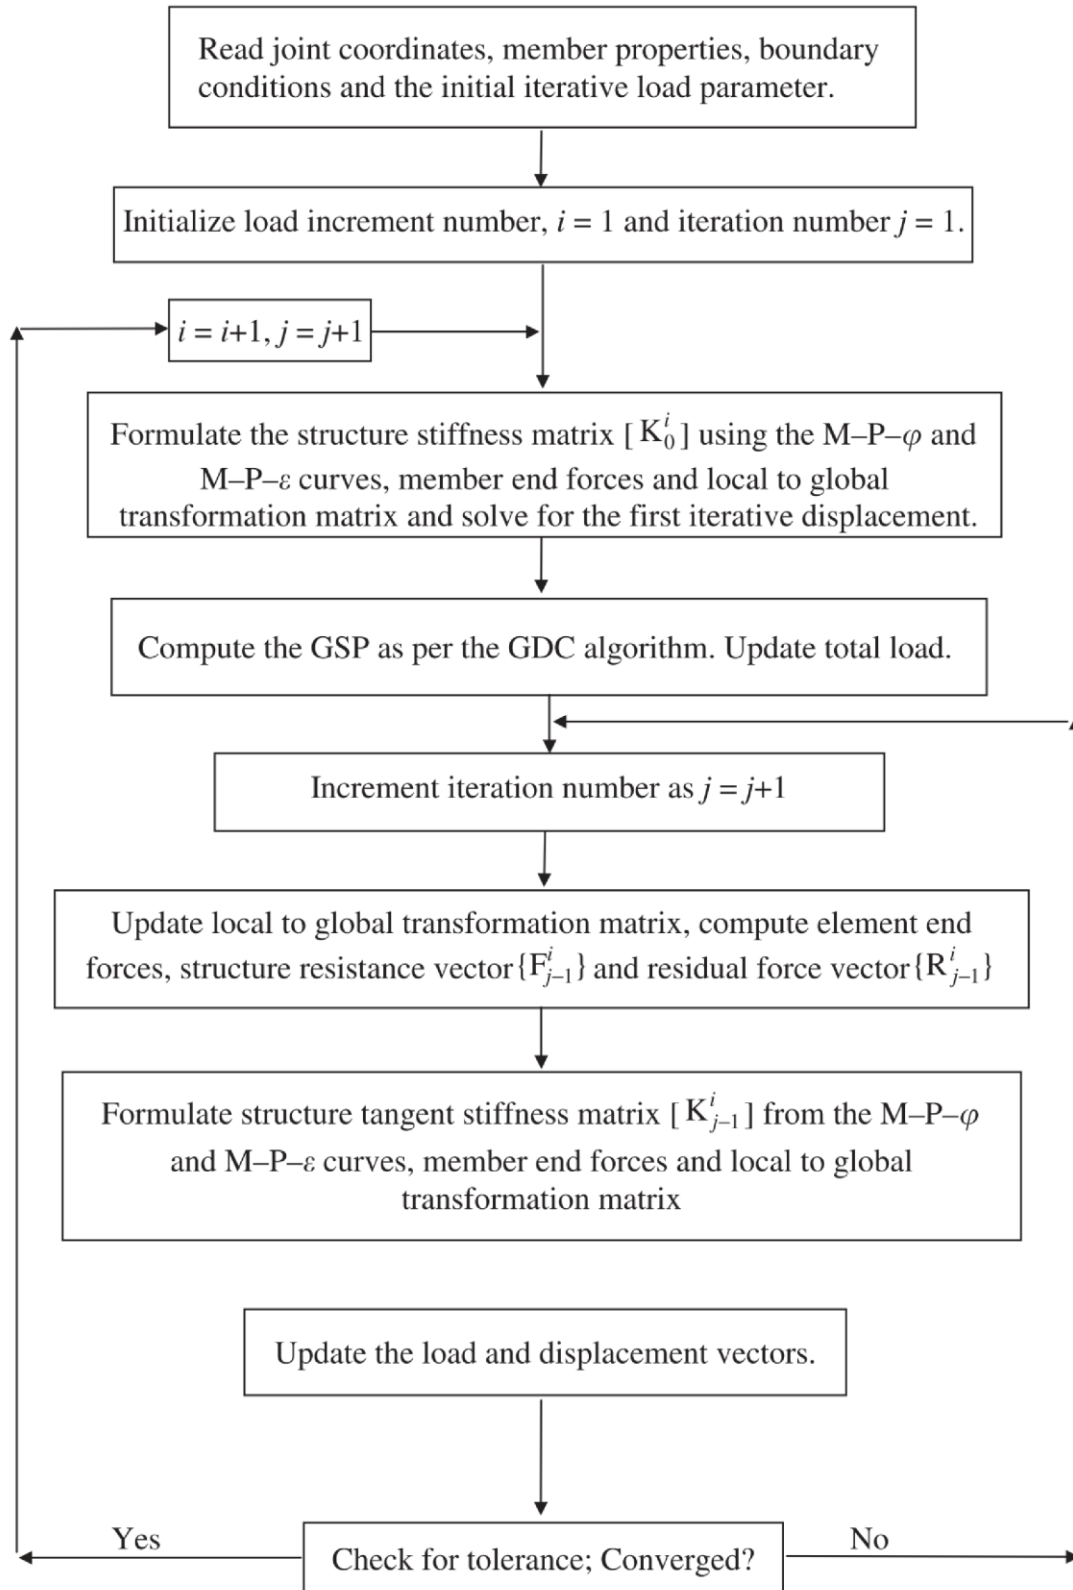 Read joint coordinates, member properties, boundary
conditions and the initial iterative load parameter.
Initialize load increment number, i = 1 and iteration number j = 1.
i = i+1, j = j+1
Formulate the structure stiffness matrix [ K₀ⁱ ] using the M–P–φ and
M–P–ε curves, member end forces and local to global
transformation matrix and solve for the first iterative displacement.
Compute the GSP as per the GDC algorithm. Update total load.
Increment iteration number as j = j+1
Update local to global transformation matrix, compute element end
forces, structure resistance vector {Fⁱⱼ₋₁} and residual force vector {Rⁱⱼ₋₁}
Formulate structure tangent stiffness matrix [ Kⁱⱼ₋₁ ] from the M–P–φ
and M–P–ε curves, member end forces and local to global
transformation matrix
Update the load and displacement vectors.
Yes
Check for tolerance; Converged?
No